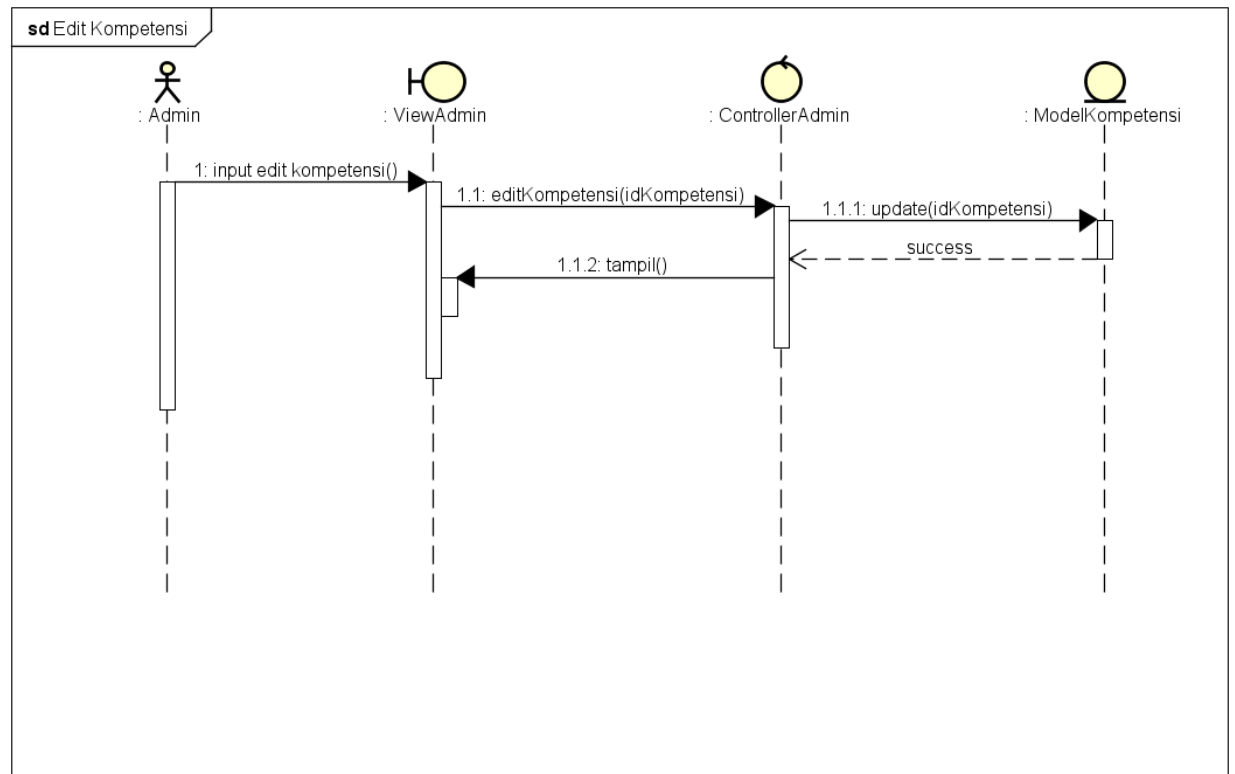 sd Edit Kompetensi
: Admin
: ViewAdmin
: ControllerAdmin
: ModelKompetensi
1: input edit kompetensi()
1.1: editKompetensi(idKompetensi)
1.1.1: update(idKompetensi)
success
1.1.2: tampil()